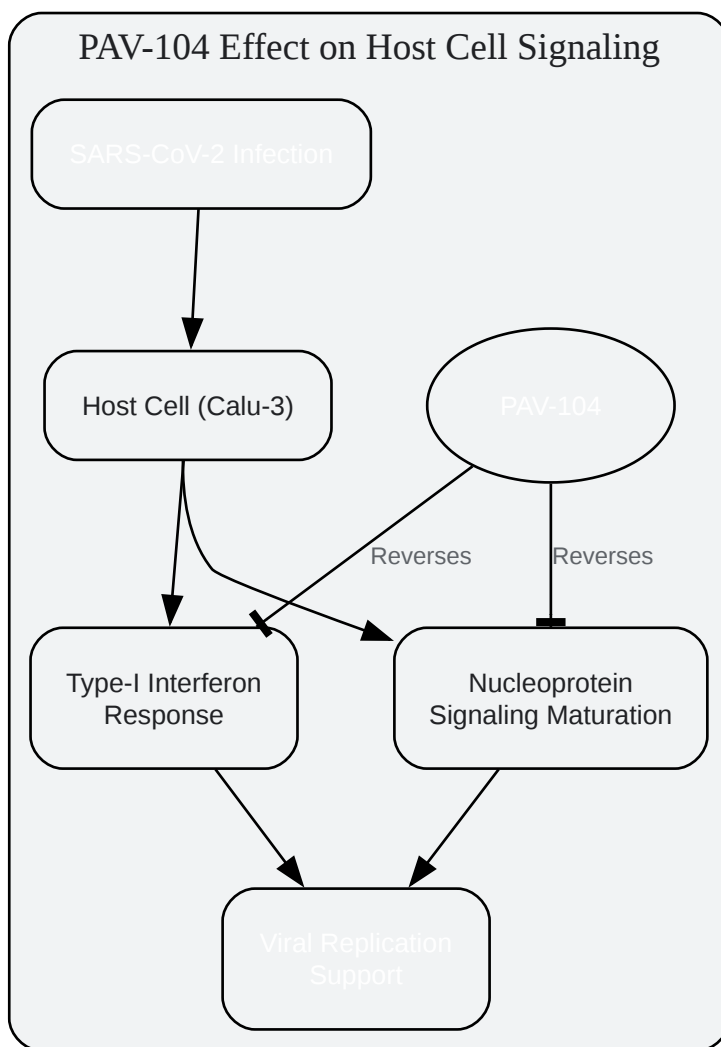 PAV-104 Effect on Host Cell Signaling
SARS-CoV-2 Infection
Host Cell (Calu-3)
PAV-104
Reverses
Reverses
Type-I Interferon
Response
Nucleoprotein
Signaling Maturation
Viral Replication
Support